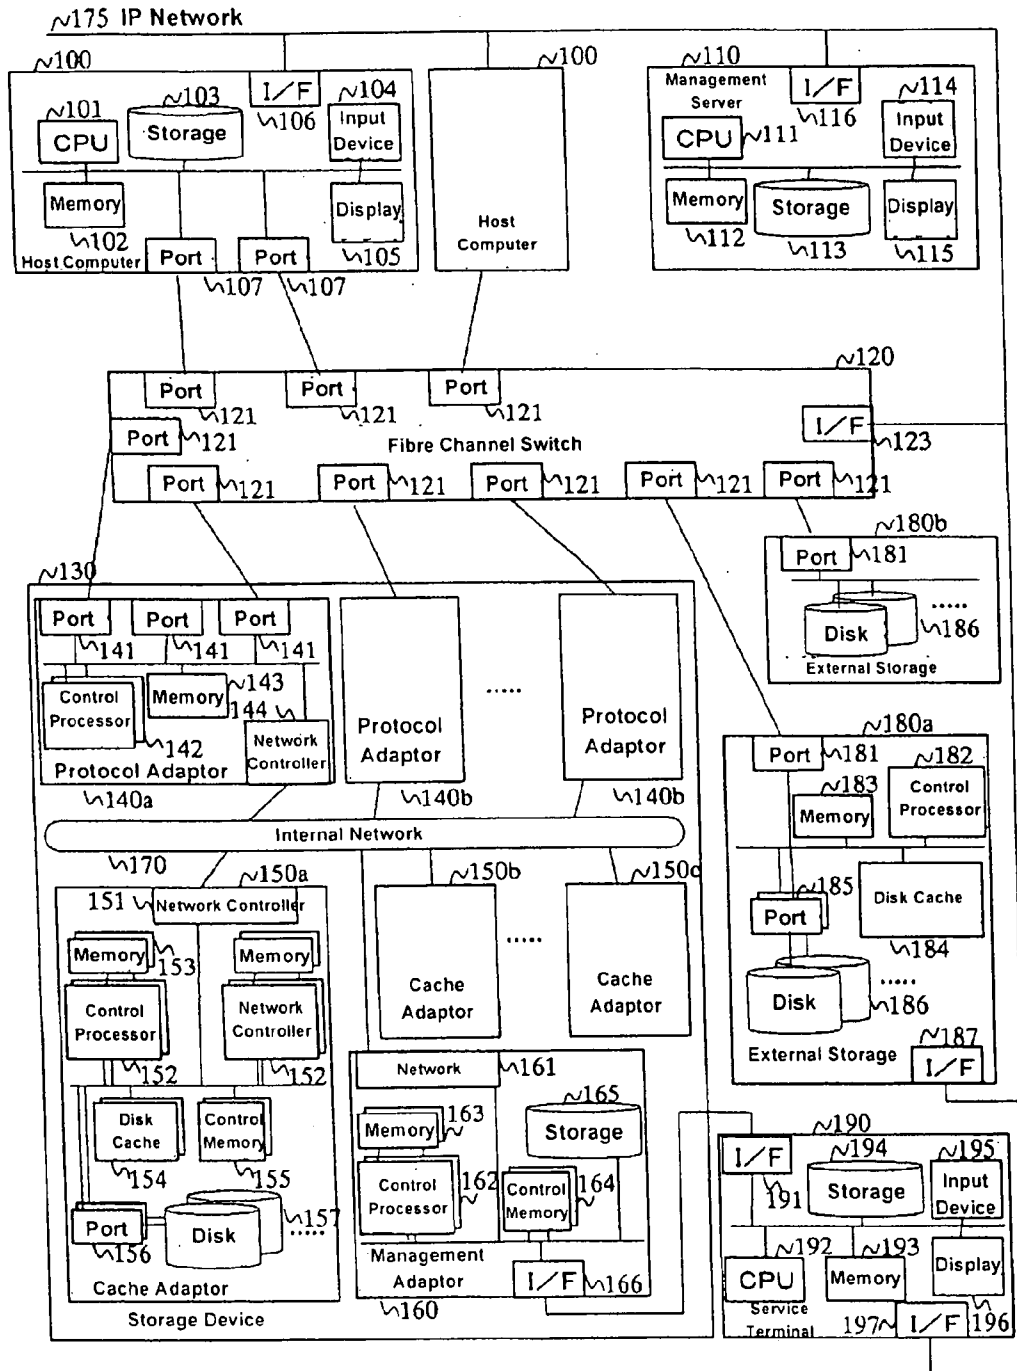 175 IP Network
100
100
110
I/F
106
101
CPU
103
Storage
104
Input
Device
Memory
102
Display
105
Host Computer
Port
107
Port
107
Host
Computer
Management
Server
I/F
116
114
Input
Device
CPU
111
Memory
112
Storage
113
Display
115
120
Port
121
Port
121
Port
121
Port
121
Fibre Channel Switch
I/F
123
Port
121
Port
121
Port
121
Port
121
Port
121
180b
Port
181
Disk
.....
186
External Storage
130
Port
141
Port
141
Port
141
Control
Processor
142
Memory
143
144
Network
Controller
Protocol Adaptor
140a
Protocol
Adaptor
140b
.....
Protocol
Adaptor
140b
180a
Port
181
182
183
Memory
Control
Processor
185
Port
Disk Cache
184
Disk
.....
186
187
External Storage
I/F
Internal Network
170
150a
151
Network Controller
Memory
153
Memory
Control
Processor
152
Network
Controller
152
Disk
Cache
154
Control
Memory
155
Port
156
Disk
157
.....
Cache Adaptor
Storage Device
150b
Cache
Adaptor
.....
150c
Cache
Adaptor
Network
161
163
Memory
165
Storage
162
Control
Processor
164
Control
Memory
Management
Adaptor
160
I/F
166
190
I/F
191
194
Storage
195
Input
Device
192
CPU
193
Memory
Display
196
Service
Terminal
197
I/F